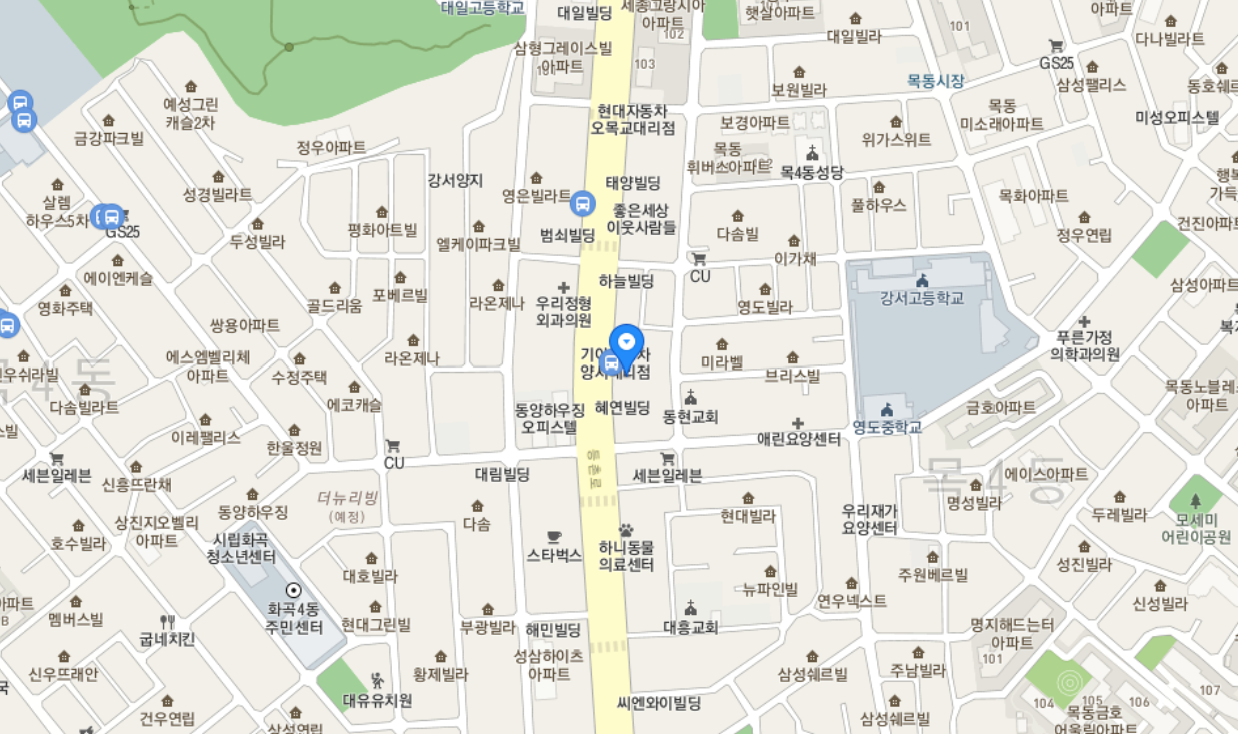 대일고등학교
대일빌딩
세종그랑시아
아파트
102
햇살아파트
101
아파트
대일빌라
다나빌라트
삼형그레이스빌
아파트
103
GS25
삼성팰리스
목동시장
보원빌라
예성그린
캐슬2차
현대자동차
오목교대리점
보경아파트
목동
미소래아파트
미성오피스텔
금강파크빌
위가스위트
정우아파트
목동
휘버스아파트
목4동성당
강서양지
태양빌딩
살렘
하우스5차
성경빌라트
영은빌라트
풀하우스
목화아파트
GS25
평화아트빌
좋은세상
이웃사람들
다솜빌
정우연립
건진아파트
두성빌라
엘케이파크빌
범쇠빌딩
이가채
에이엔케슬
CU
하늘빌딩
강서고등학교
삼성아파트
영화주택
골드리움
포베르빌
라온제나
우리정형
외과의원
영도빌라
쌍용아파트
푸른가정
의학과의원
에스엠벨리체
아파트
라온제나
미라벨
수정주택
브리스빌
목4동
다솜빌라트
에코캐슬
동양하우징
오피스텔
혜연빌딩
동현교회
금호아파트
아파트
이레팰리스
한울정원
애린요양센터
영도중학교
세븐일레븐
CU
대림빌딩
등촌로
세븐일레븐
목4동
에이스아파트
신흥뜨란채
동양하우징
더뉴리빙
(예정)
다솜
현대빌라
명성빌라
두레빌라
상진지오벨리
아파트
우리재가
요양센터
모세미
어린이공원
호수빌라
시립화곡
청소년센터
스타벅스
하니동물
의료센터
성진빌라
대호빌라
뉴파인빌
주원베르빌
멤버스빌
화곡4동
주민센터
현대그린빌
부광빌라
연우넥스트
신성빌라
굽네치킨
해민빌딩
대흥교회
명지해드는터
아파트
101
신우뜨래안
황제빌라
성삼하이츠
아파트
삼성쉐르빌
주남빌라
대유유치원
씨엔와이빌딩
104
105
106
107
건우연립
상성연립
삼성쉐르빌
목동금호
어울림아파트